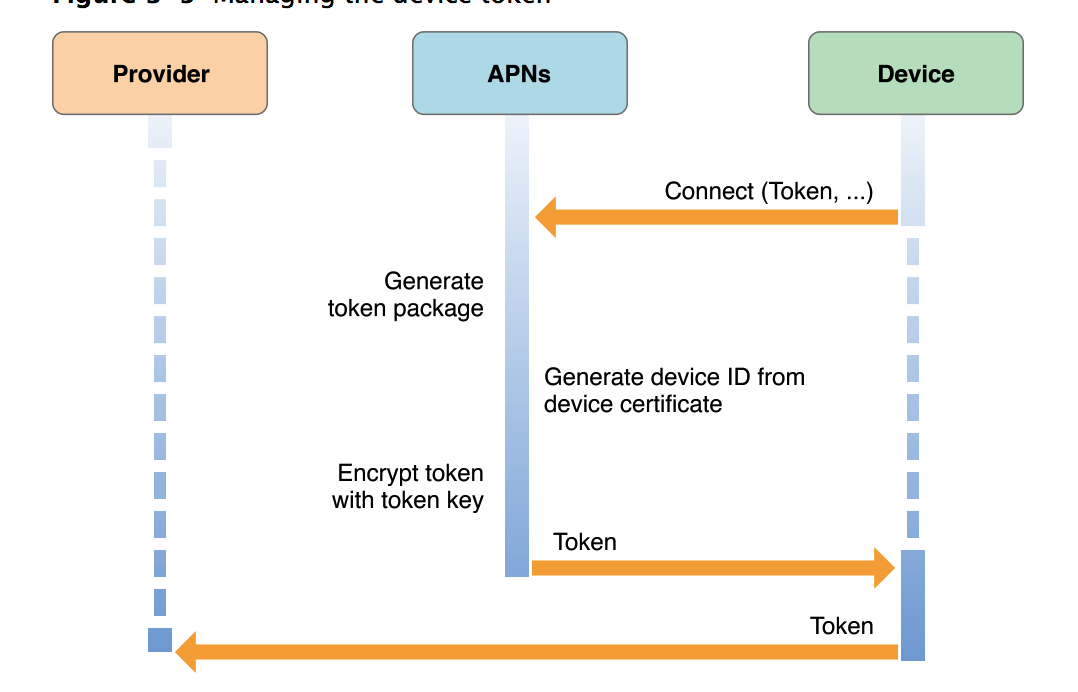 Figure 3-3 Managing the device token
Provider
APNs
Device
Connect (Token, ...)
Generate
token package
Generate device ID from
device certificate
Encrypt token
with token key
Token
Token